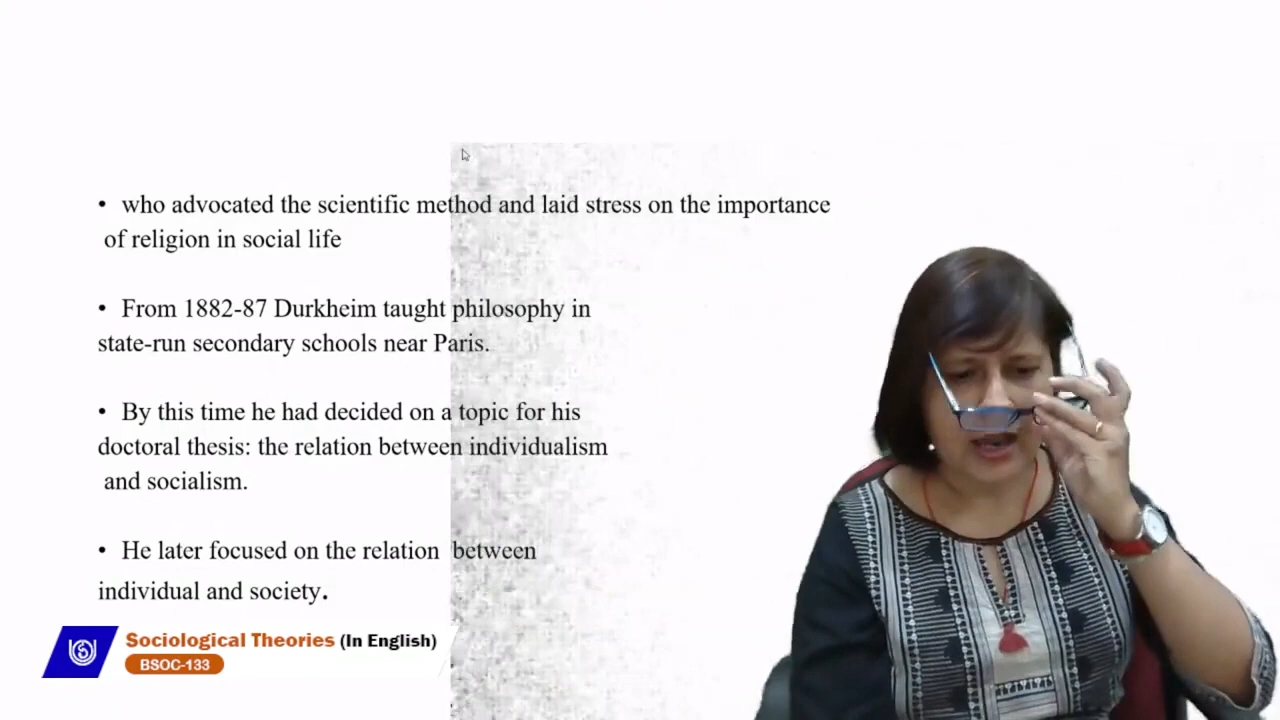 • who advocated the scientific method and laid stress on the importance
of religion in social life
• From 1882-87 Durkheim taught philosophy in
state-run secondary schools near Paris.
• By this time he had decided on a topic for his
doctoral thesis: the relation between individualism
and socialism.
• He later focused on the relation between
individual and society.
Sociological Theories (In English)
BSOC-133